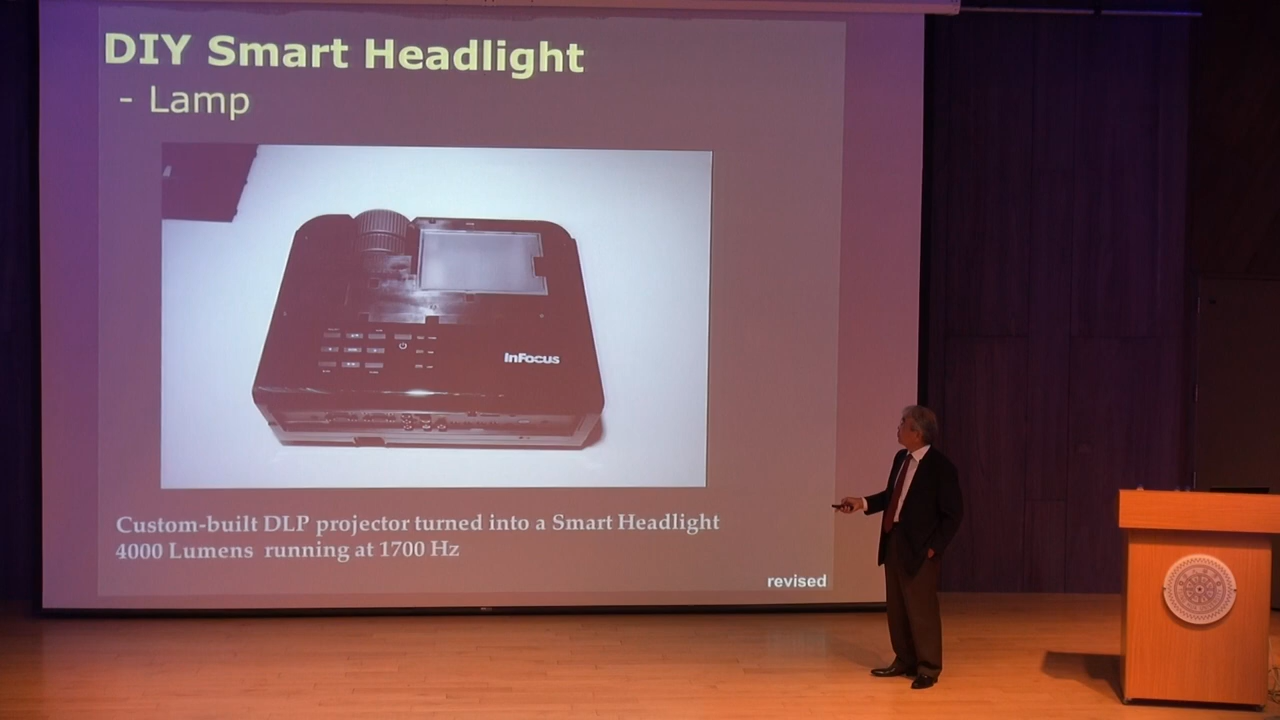 DIY Smart Headlight
- Lamp
InFocus
Custom-built DLP projector turned into a Smart Headlight
4000 Lumens running at 1700 Hz
revised